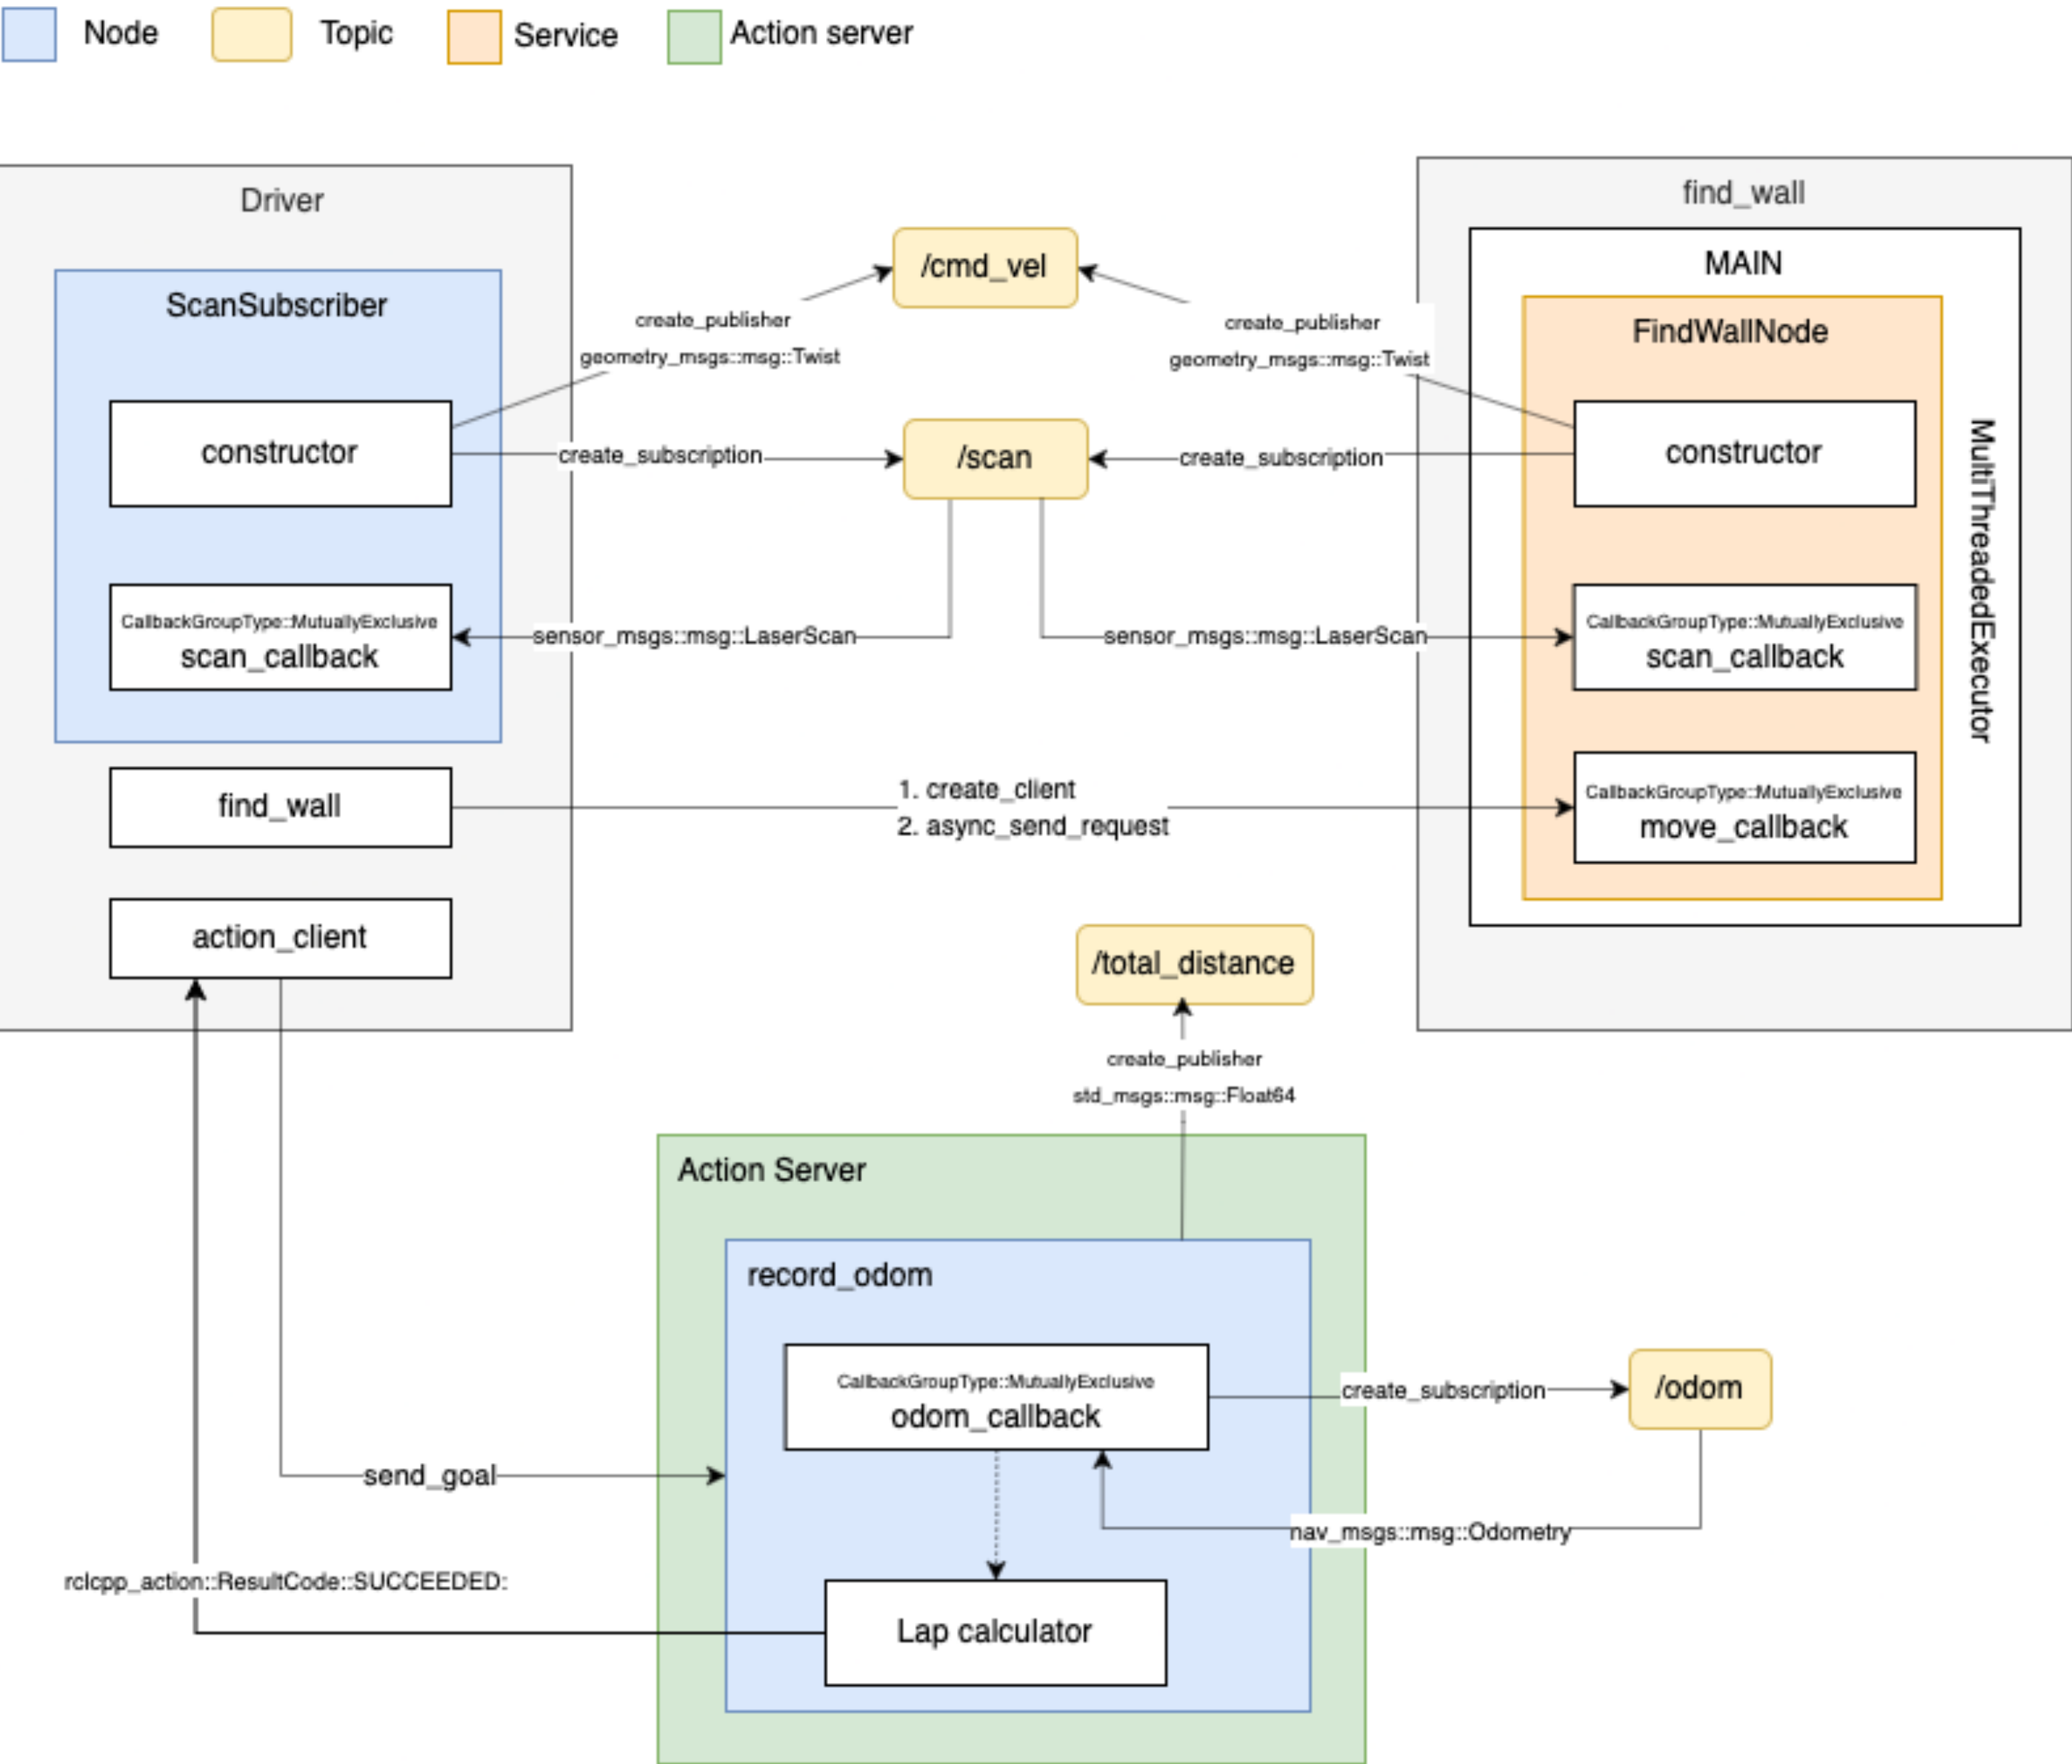 Node
Topic
Service
Action server
Driver
ScanSubscriber
constructor
CallbackGroupType::MutuallyExclusive
scan_callback
find_wall
action_client
create_publisher
geometry_msgs::msg::Twist
create_subscription
sensor_msgs::msg::LaserScan
/cmd_vel
/scan
create_publisher
geometry_msgs::msg::Twist
create_subscription
sensor_msgs::msg::LaserScan
1. create_client
2. async_send_request
find_wall
MAIN
FindWallNode
constructor
CallbackGroupType::MutuallyExclusive
scan_callback
CallbackGroupType::MutuallyExclusive
move_callback
MultiThreadedExecutor
/total_distance
create_publisher
std_msgs::msg::Float64
Action Server
record_odom
CallbackGroupType::MutuallyExclusive
odom_callback
create_subscription
/odom
send_goal
nav_msgs::msg::Odometry
rclcpp_action::ResultCode::SUCCEEDED:
Lap calculator